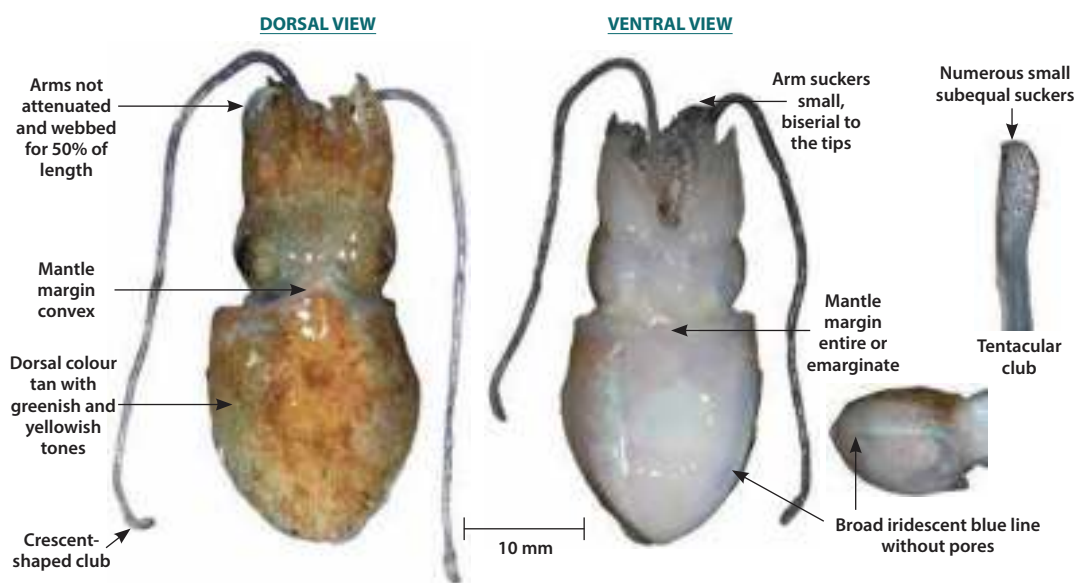 DORSAL VIEW
VENTRAL VIEW
Arms not
attenuated
and webbed
for 50% of
length
Arm suckers
small,
biserial to
the tips
Numerous small
subequal suckers
Mantle
margin
convex
Mantle
margin
entire or
emarginate
Tentacular
club
Dorsal colour
tan with
greenish and
yellowish
tones
Crescent-
shaped club
10 mm
Broad iridescent blue line
without pores